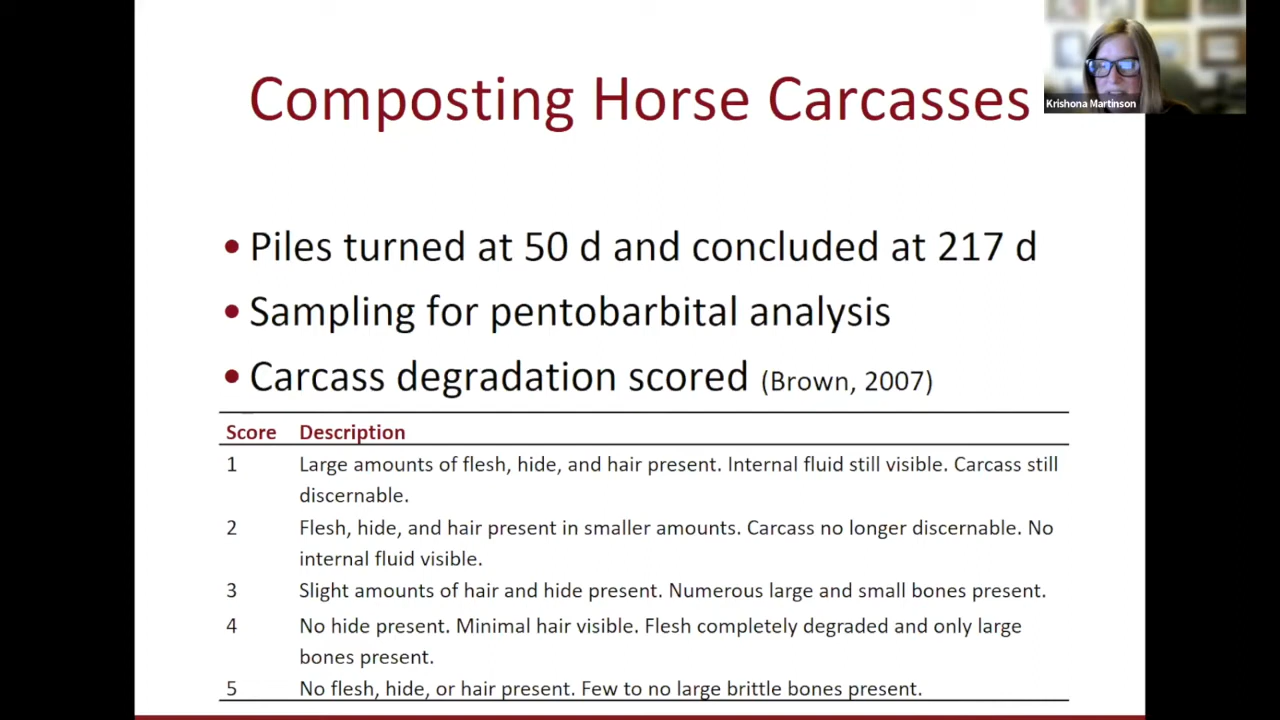 Composting Horse Carcasses
Krishona Martinson
• Piles turned at 50 d and concluded at 217 d
• Sampling for pentobarbital analysis
• Carcass degradation scored (Brown, 2007)
Score Description
1 Large amounts of flesh, hide, and hair present. Internal fluid still visible. Carcass still
discernable.
2 Flesh, hide, and hair present in smaller amounts. Carcass no longer discernable. No
internal fluid visible.
3 Slight amounts of hair and hide present. Numerous large and small bones present.
4 No hide present. Minimal hair visible. Flesh completely degraded and only large
bones present.
5 No flesh, hide, or hair present. Few to no large brittle bones present.